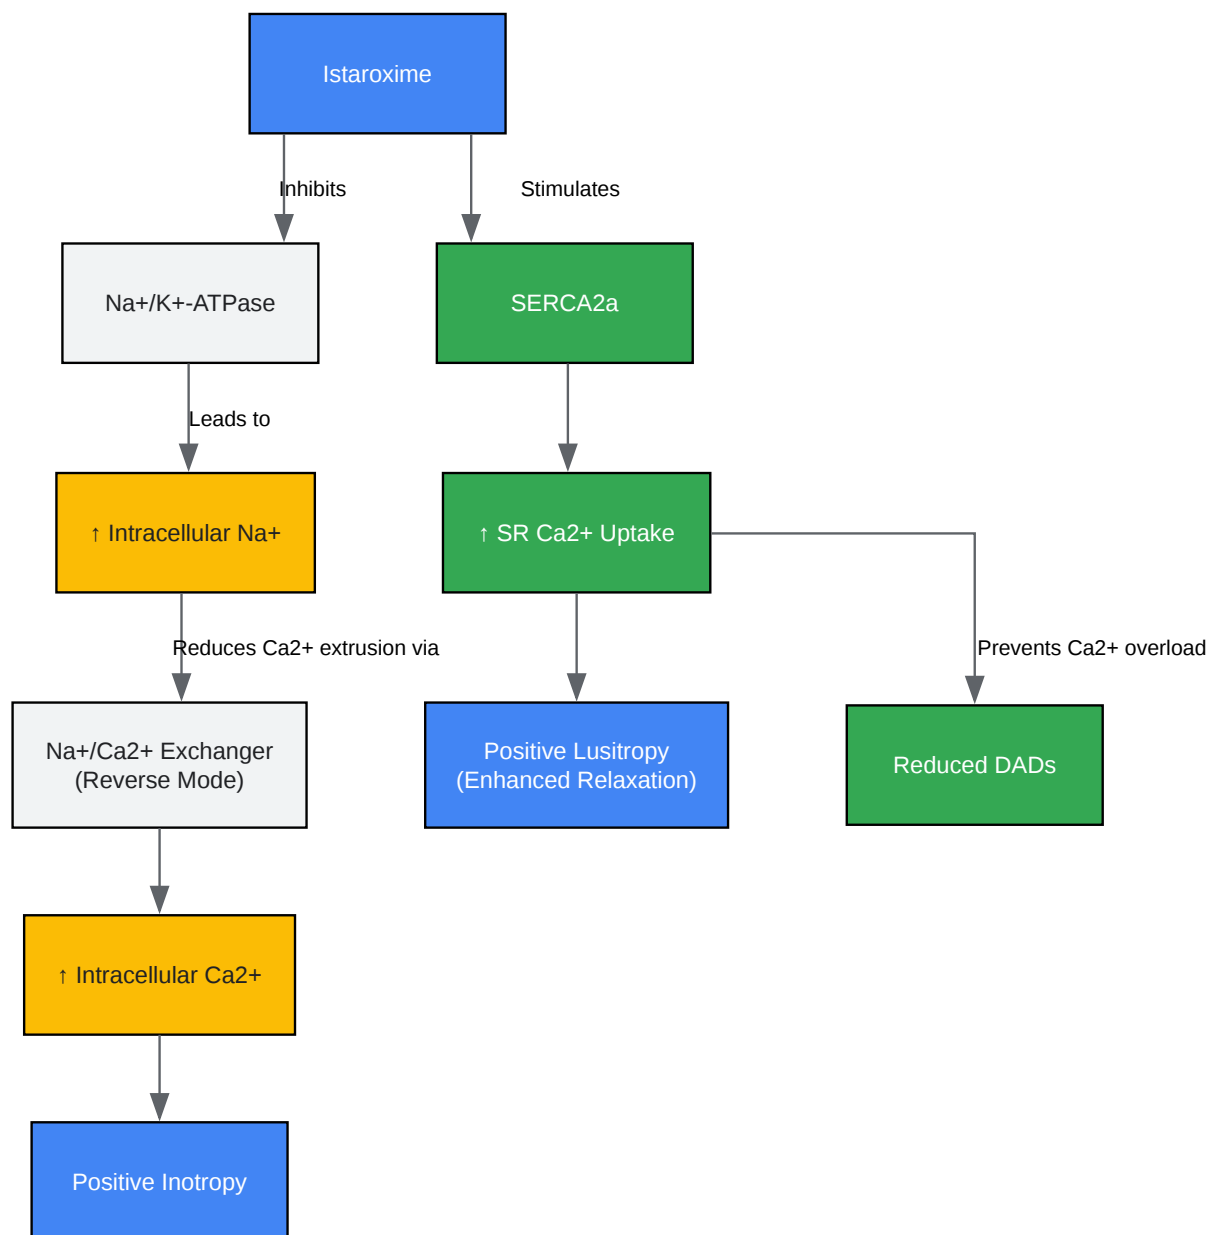 Istaroxime
Inhibits
Stimulates
Na+/K+-ATPase
SERCA2a
Leads to
↑ Intracellular Na+
↑ SR Ca2+ Uptake
Reduces Ca2+ extrusion via
Prevents Ca2+ overload
Na+/Ca2+ Exchanger
(Reverse Mode)
Positive Lusitropy
(Enhanced Relaxation)
Reduced DADs
↑ Intracellular Ca2+
Positive Inotropy